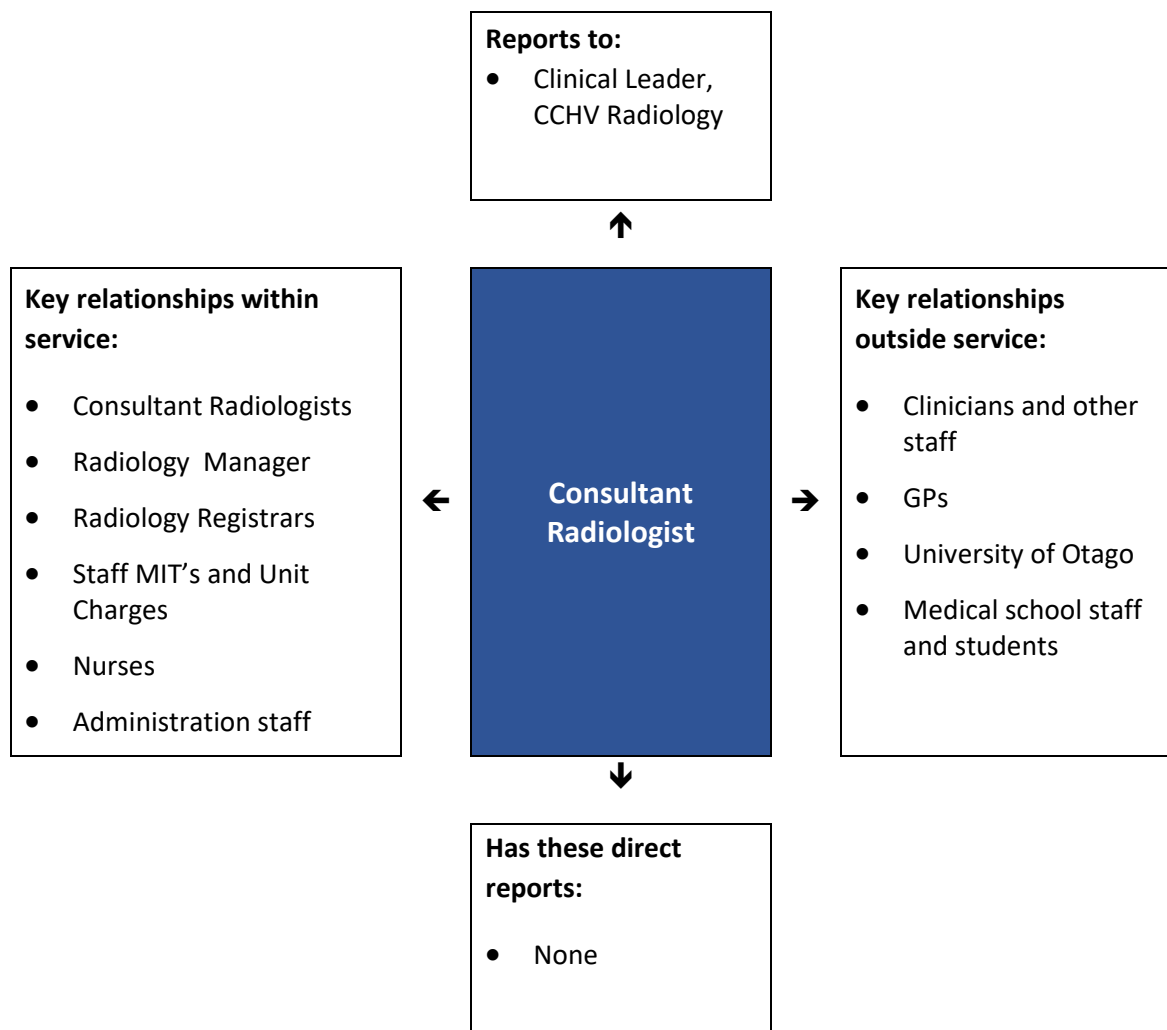 Reports to:
• Clinical Leader,
CCHV Radiology
Key relationships within
service:
• Consultant Radiologists
• Radiology  Manager
• Radiology Registrars
• Staff MIT’s and Unit
Charges
• Nurses
• Administration staff
Consultant
Radiologist
Key relationships
outside service:
• Clinicians and other
staff
• GPs
• University of Otago
• Medical school staff
and students
Has these direct
reports:
• None